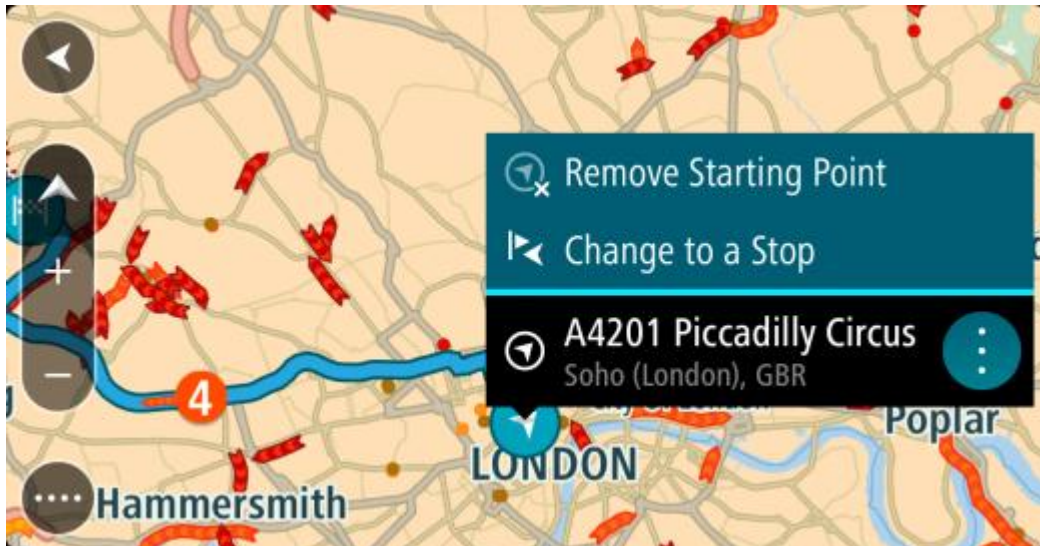 Remove Starting Point
Change to a Stop
A4201 Piccadilly Circus
Soho (London), GBR
4
Poplar
LONDON
Hammersmith